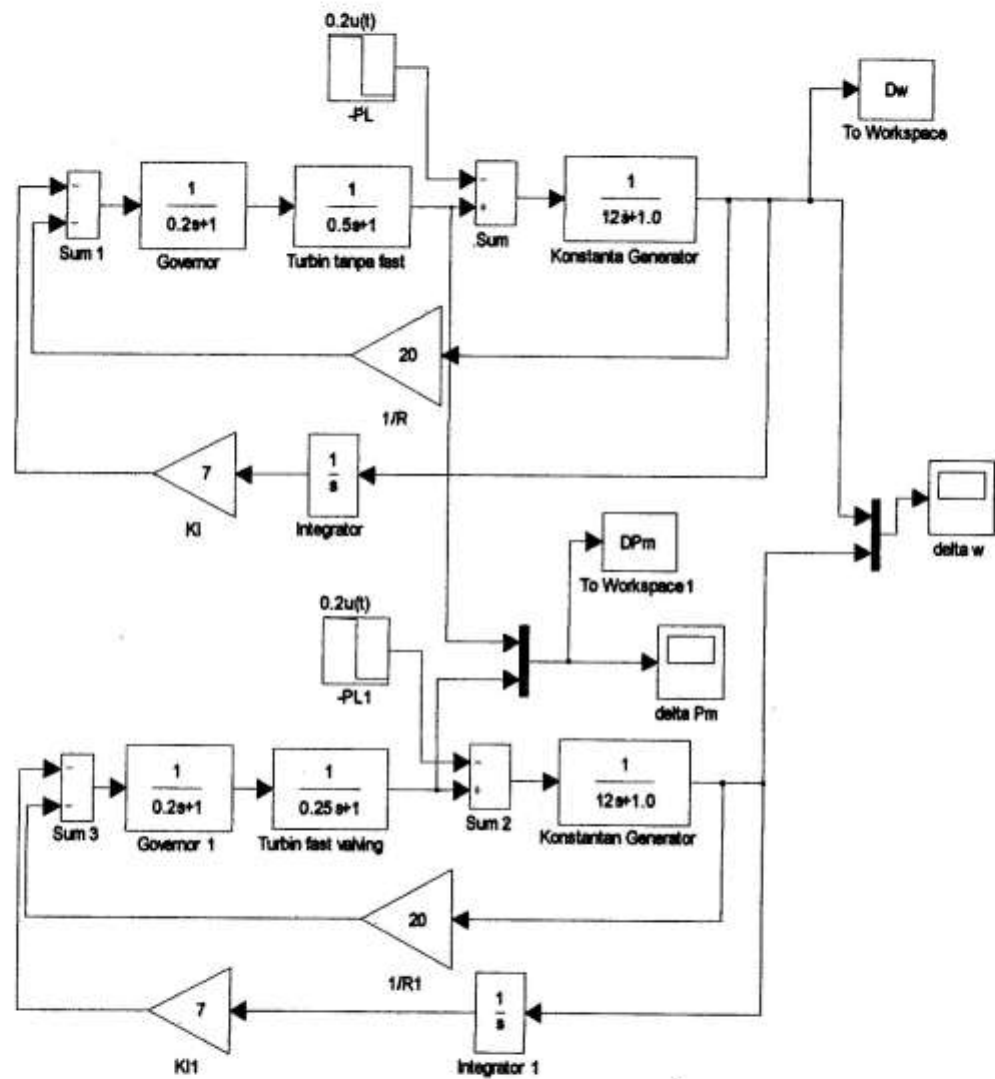 0.2u(t)
-PL
Dw
To Workspace
-
-
Sum 1
1
0.2s+1
Governor
1
0.5s+1
Turbin tanpa fast
-
+
Sum
1
12s+1.0
Konstanta Generator
20
1/R
7
KI
1
s
Integrator
delta w
DPm
To Workspace 1
0.2u(t)
-PL1
delta Pm
-
-
Sum 3
1
0.2s+1
Governor 1
1
0.25s+1
Turbin fast valving
-
+
Sum 2
1
12s+1.0
Konstantan Generator
20
1/R1
7
KI1
1
s
Integrator 1